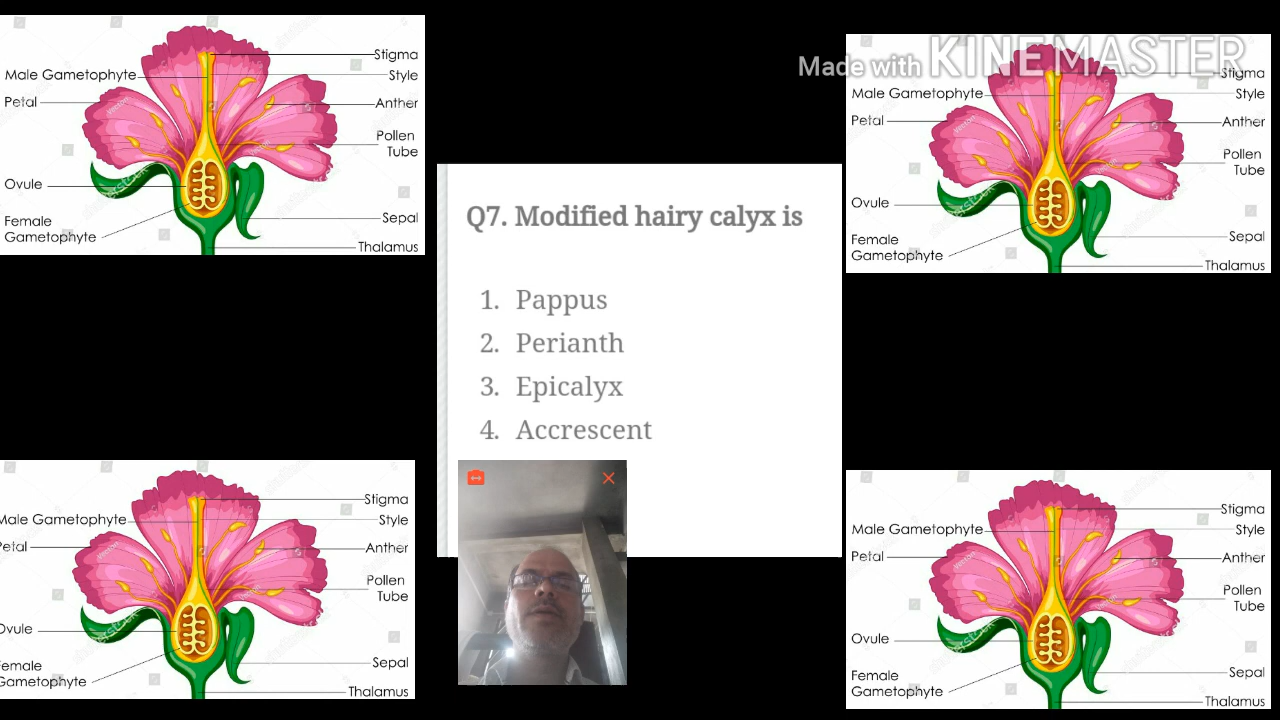 Stigma
Male Gametophyte
Style
Petal
Anther
Pollen
Tube
Ovule
Sepal
Female
Gametophyte
Thalamus
Made with KINEMASTER
Stigma
Male Gametophyte
Style
Petal
Anther
Pollen
Tube
Ovule
Sepal
Female
Gametophyte
Thalamus
Q7. Modified hairy calyx is
1. Pappus
2. Perianth
3. Epicalyx
4. Accrescent
Stigma
Male Gametophyte
Style
Petal
Anther
Pollen
Tube
Ovule
Sepal
Female
Gametophyte
Thalamus
Stigma
Male Gametophyte
Style
Petal
Anther
Pollen
Tube
Ovule
Sepal
Female
Gametophyte
Thalamus